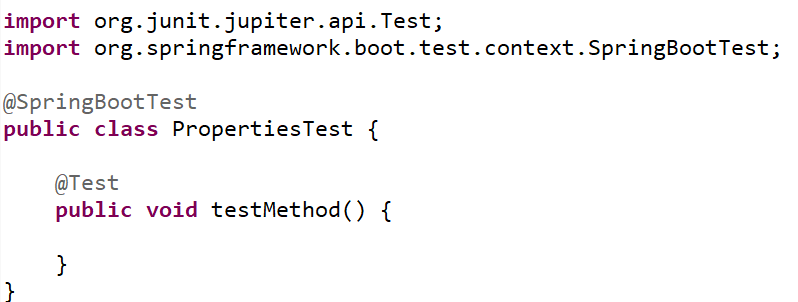 import org.junit.jupiter.api.Test;
import org.springframework.boot.test.context.SpringBootTest;
@SpringBootTest
public class PropertiesTest {
@Test
public void testMethod() {
}
}